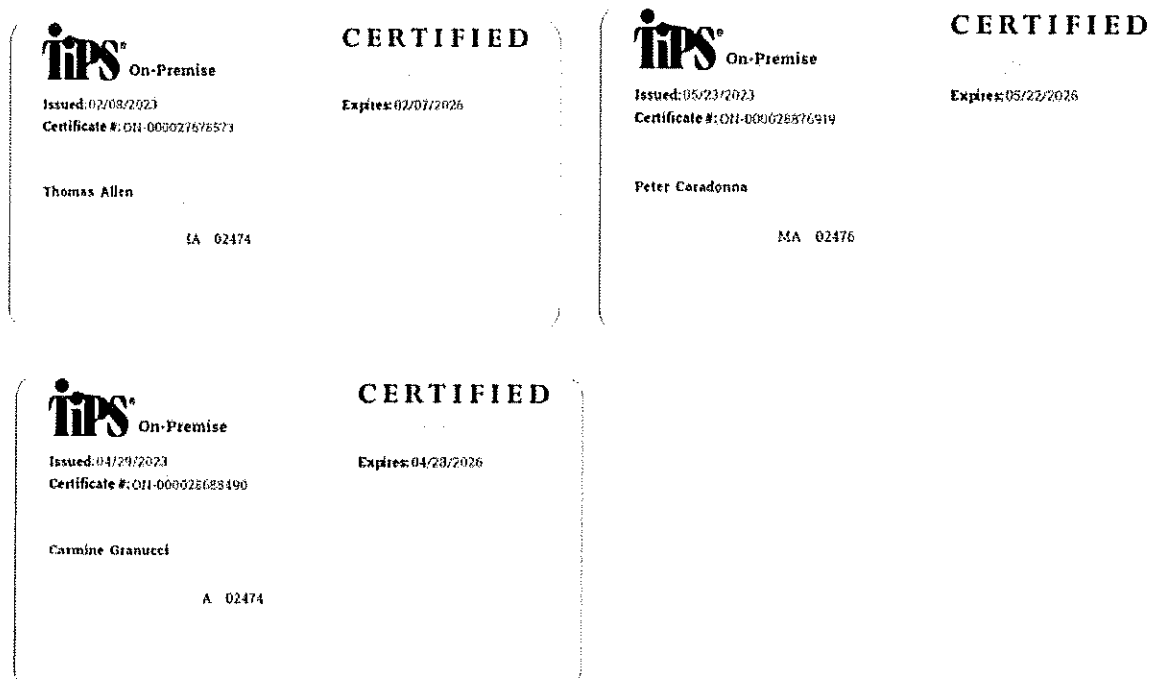 TiPS® On-Premise
CERTIFIED
Issued:02/08/2023
Expires:02/07/2026
Certificate #: ON-000027678573
Thomas Allen
02474
TiPS® On-Premise
CERTIFIED
Issued:05/23/2023
Expires:05/22/2026
Certificate #: ON-000028876919
Peter Caradonna
MA 02476
TiPS® On-Premise
CERTIFIED
Issued:04/29/2023
Expires:04/28/2026
Certificate #: ON-000028688490
Carmine Granucci
A 02474